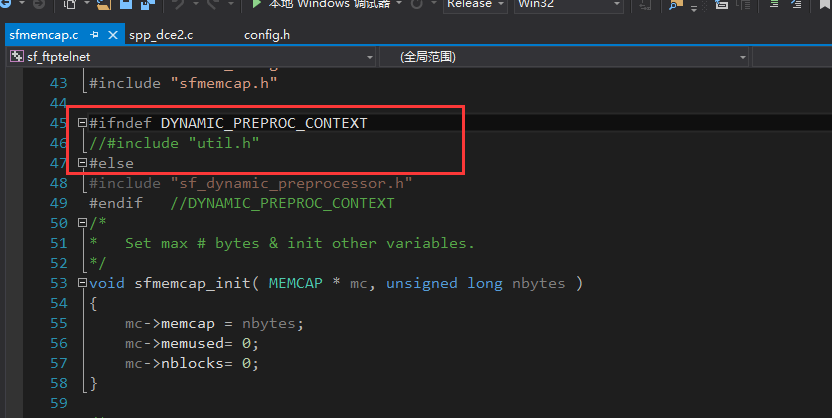 本地 Windows 调试器 Release Win32
sfmemcap.c spp_dce2.c config.h
sf_ftptelnet (全局范围)
43 #include "sfmemcap.h"
44
45 #ifndef DYNAMIC_PREPROC_CONTEXT
46 //#include "util.h"
47 #else
48 #include "sf_dynamic_preprocessor.h"
49 #endif //DYNAMIC_PREPROC_CONTEXT
50 /*
51 * Set max # bytes & init other variables.
52 */
53 void sfmemcap_init( MEMCAP * mc, unsigned long nbytes )
54 {
55 mc->memcap = nbytes;
56 mc->memused= 0;
57 mc->nblocks= 0;
58 }
59